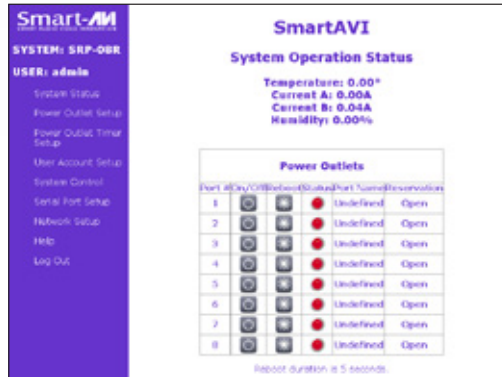 Smart-AVI
SYSTEM: SRP-OBR
USER: admin
System Status
Power Outlet Setup
Power Outlet Timer
Setup
User Account Setup
System Control
Serial Port Setup
Network Setup
Help
Log Out
SmartAVI
System Operation Status
Temperature: 0.00°
Current A: 0.00A
Current B: 0.04A
Humidity: 0.00%
Power Outlets
Port # On/Off Reboot Status Port Name Reservation
1 Undefined Open
2 Undefined Open
3 Undefined Open
4 Undefined Open
5 Undefined Open
6 Undefined Open
7 Undefined Open
8 Undefined Open
Reboot duration is 5 seconds.